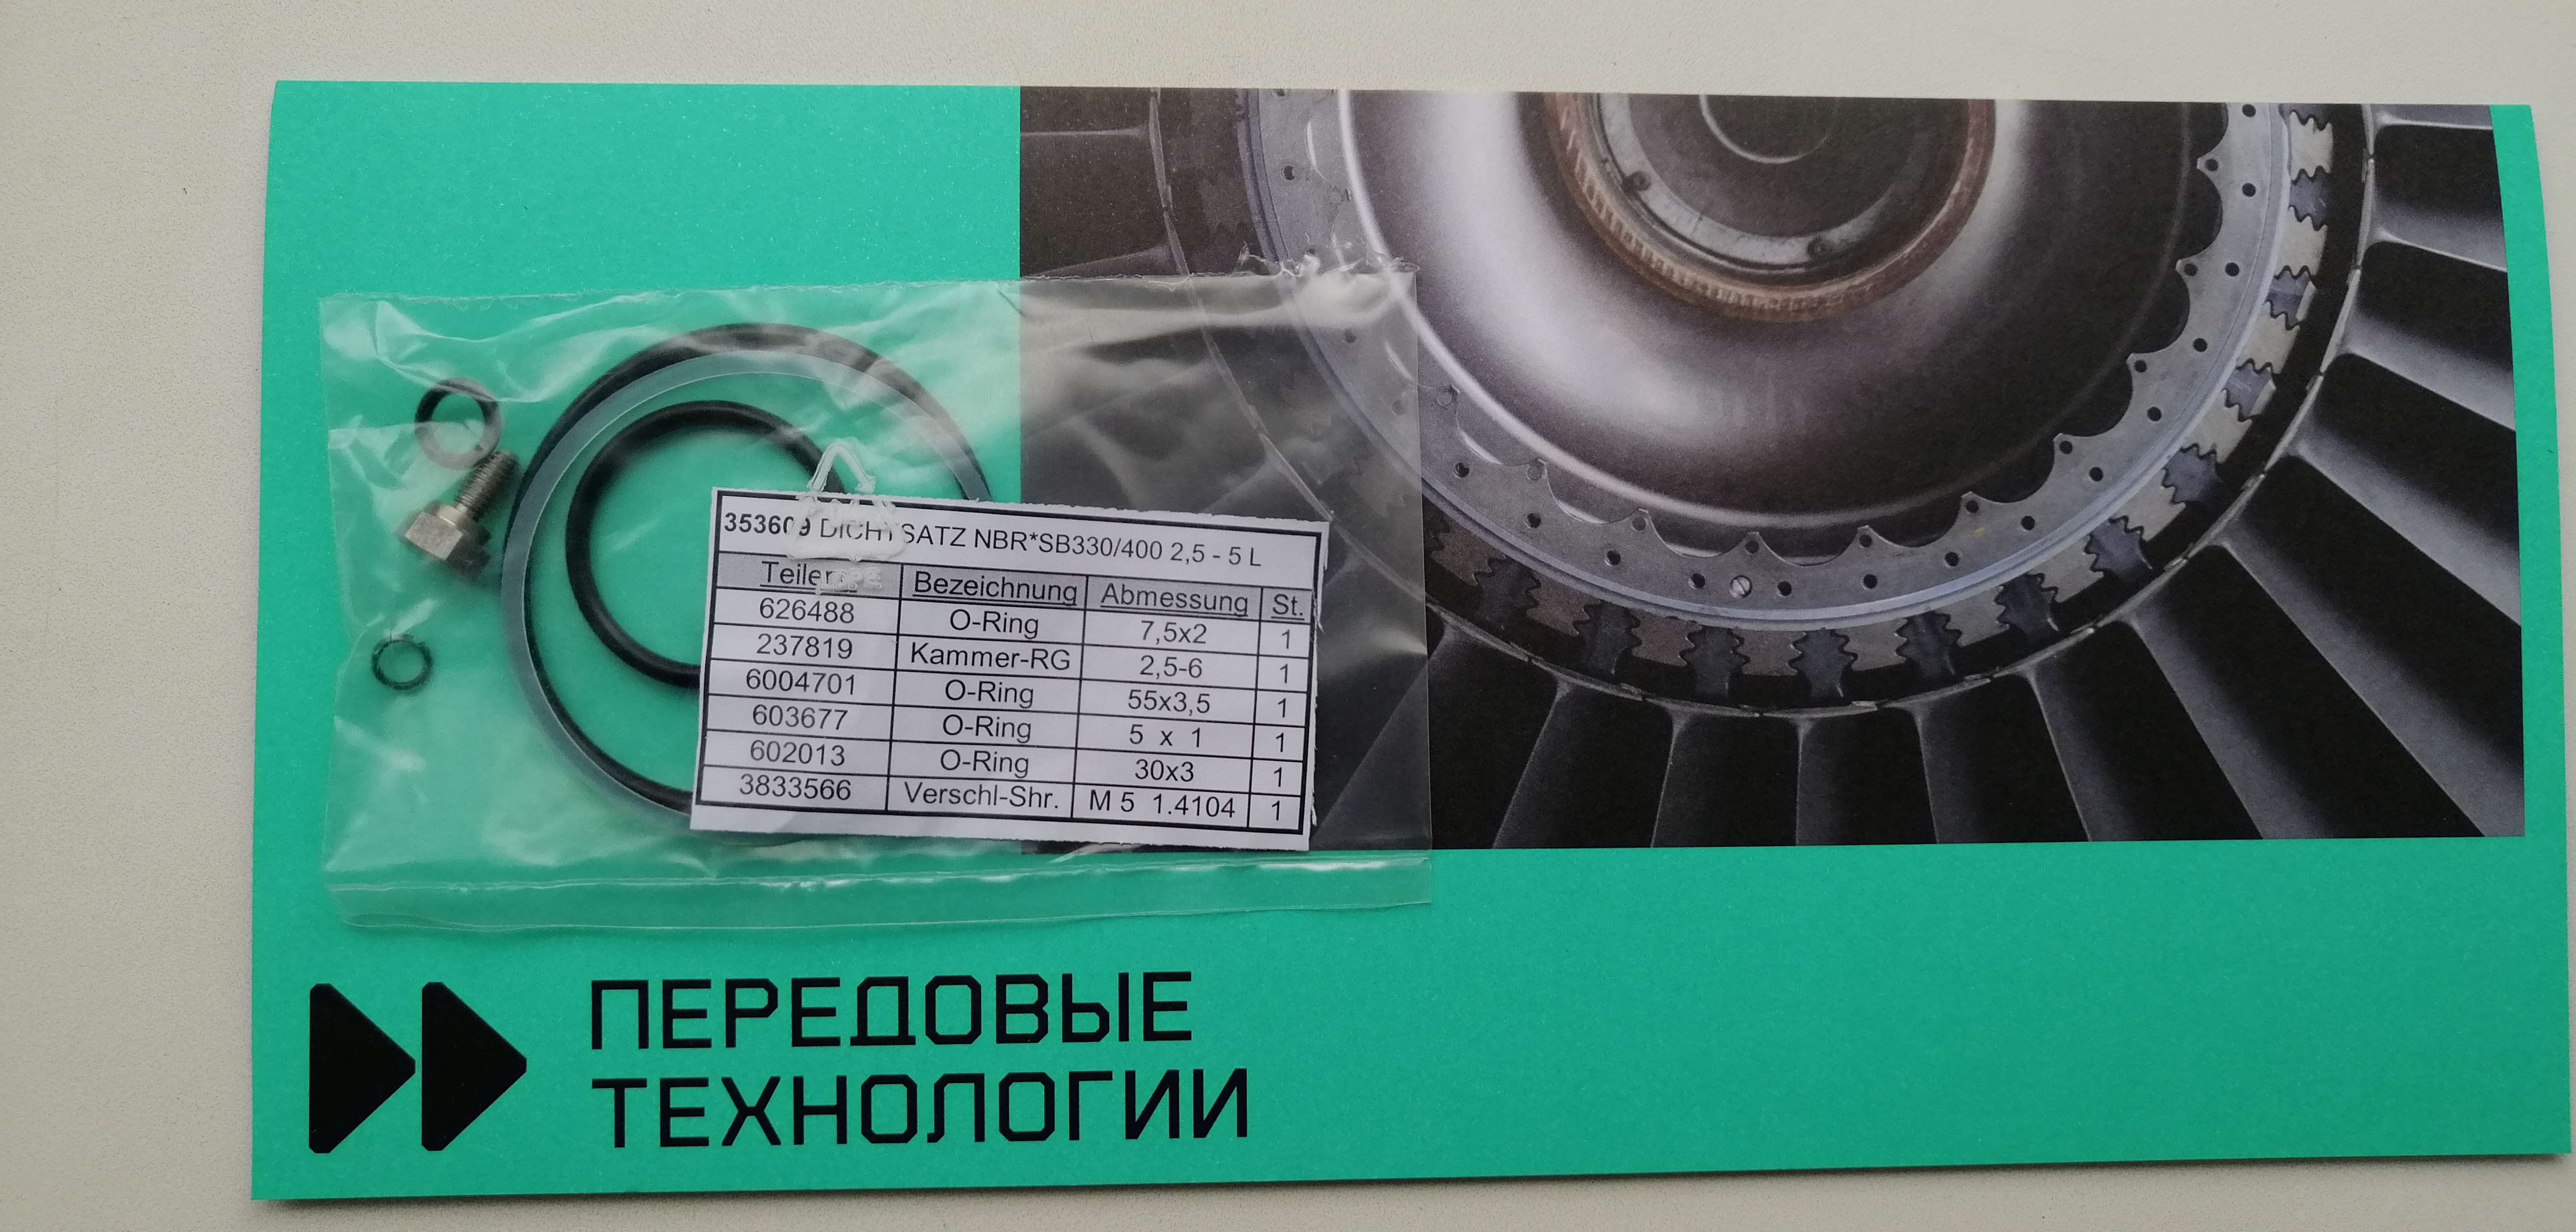 353609 DICHTSATZ NBR*SB330/400 2,5 - 5 L
Teilenr. Bezeichnung Abmessung St.
626488 O-Ring 7,5x2 1
237819 Kammer-RG 2,5-6 1
6004701 O-Ring 55x3,5 1
603677 O-Ring 5 x 1 1
602013 O-Ring 30x3 1
3833566 Verschl-Shr. M 5 1.4104 1
ПЕРЕДОВЫЕ
ТЕХНОЛОГИИ